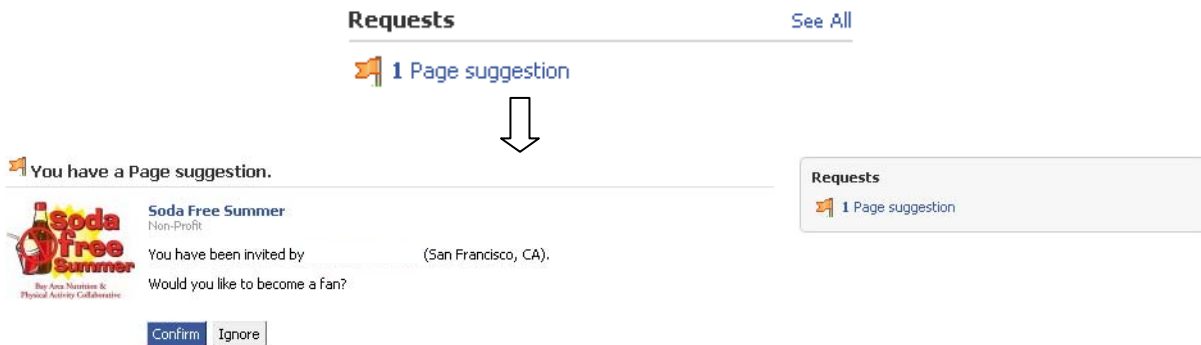 Requests See All
1 Page suggestion
You have a Page suggestion.
Requests
1 Page suggestion
Soda
free
Summer
Bay Area Nutrition &
Physical Activity Collaborative
Soda Free Summer
Non-Profit
You have been invited by (San Francisco, CA).
Would you like to become a fan?
Confirm Ignore